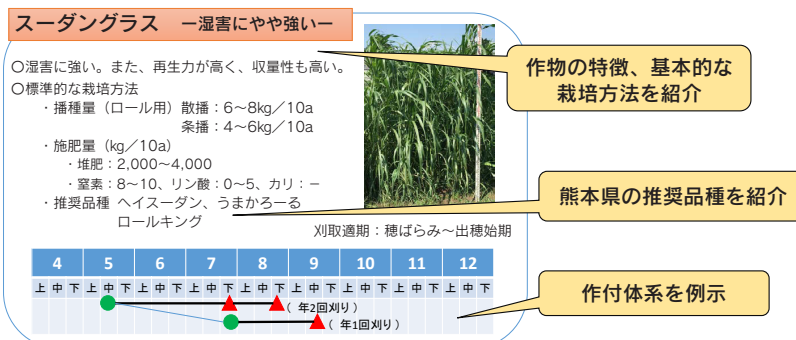 スーダングラス －湿害にやや強い－
〇湿害に強い。また、再生力が高く、収量性も高い。
〇標準的な栽培方法
・播種量（ロール用）散播：6～8kg／10a
条播：4～6kg／10a
・施肥量（kg／10a）
・堆肥：2,000～4,000
・窒素：8～10、リン酸：0～5、カリ：－
・推奨品種 ヘイスーダン、うまかろーる
ロールキング
刈取適期：穂ばらみ～出穂始期
4 5 6 7 8 9 10 11 12
上 中 下 上 中 下 上 中 下 上 中 下 上 中 下 上 中 下 上 中 下 上 中 下 上 中 下
（ 年2回刈り）
（ 年1回刈り）
作物の特徴、基本的な
栽培方法を紹介
熊本県の推奨品種を紹介
作付体系を例示